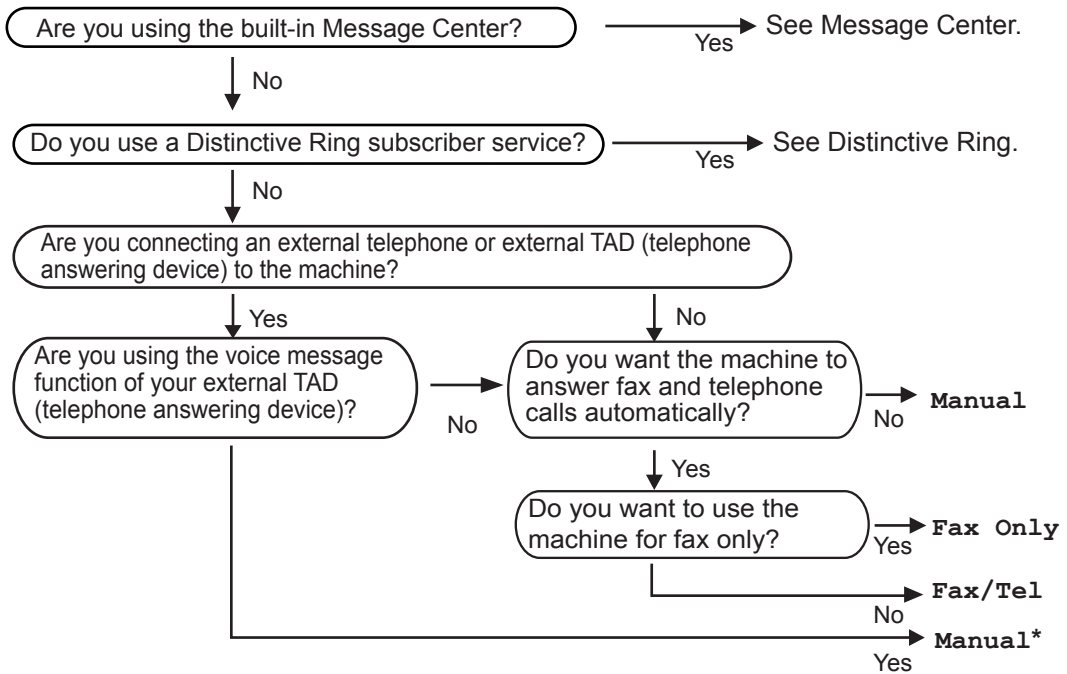 Are you using the built-in Message Center?
Yes
See Message Center.
No
Do you use a Distinctive Ring subscriber service?
Yes
See Distinctive Ring.
No
Are you connecting an external telephone or external TAD (telephone
answering device) to the machine?
Yes
No
Are you using the voice message
function of your external TAD
(telephone answering device)?
No
Do you want the machine to
answer fax and telephone
calls automatically?
No
Manual
Yes
Do you want to use the
machine for fax only?
Yes
Fax Only
No
Fax/Tel
Yes
Manual*